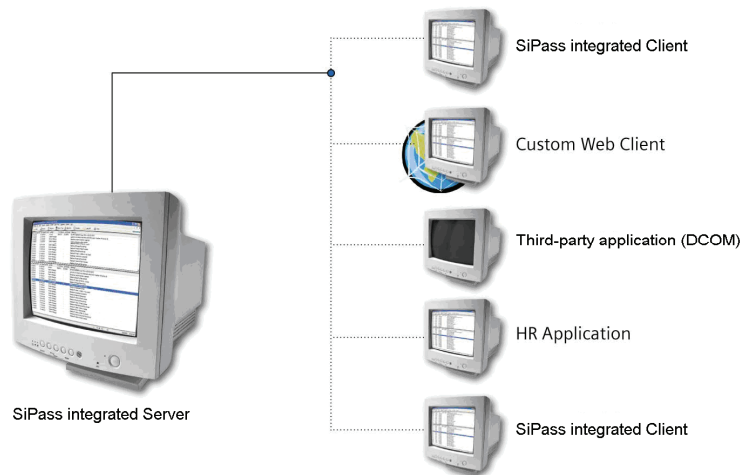 SiPass integrated Client
Custom Web Client
Third-party application (DCOM)
HR Application
SiPass integrated Server
SiPass integrated Client